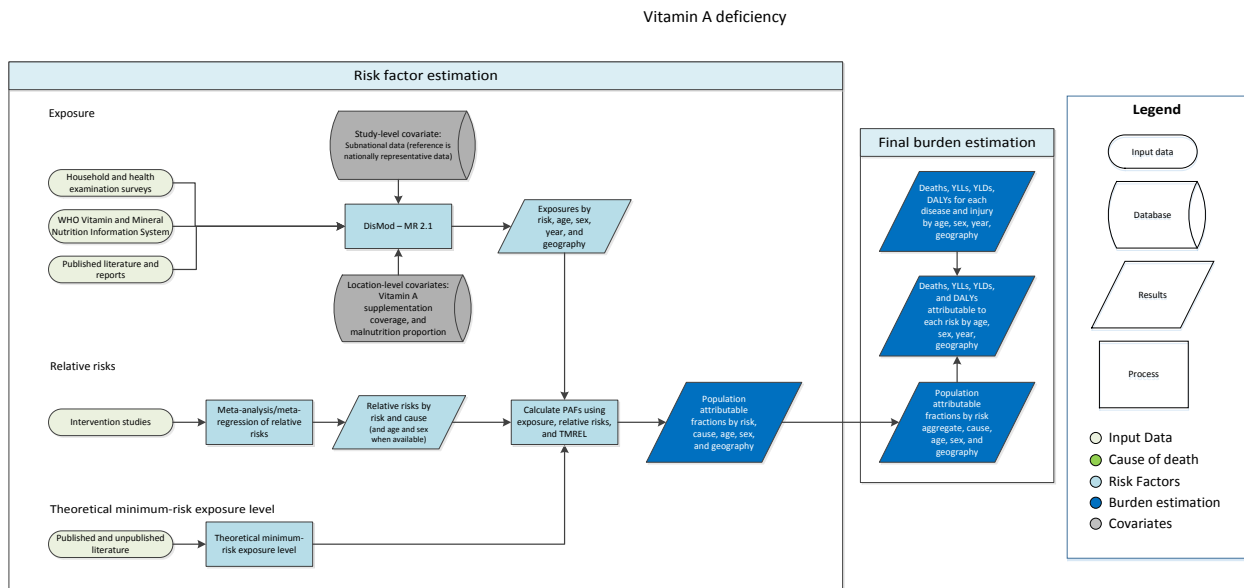 Vitamin A deficiency
Risk factor estimation
Exposure
Study-level covariate:
Subnational data (reference is
nationally representative data)
Household and health
examination surveys
WHO Vitamin and Mineral
Nutrition Information System
Published literature and
reports
DisMod – MR 2.1
Exposures by
risk, age, sex,
year, and
geography
Location-level covariates:
Vitamin A
supplementation
coverage, and
malnutrition proportion
Relative risks
Intervention studies
Meta-analysis/meta-
regression of relative
risks
Relative risks by
risk and cause
(and age and sex
when available)
Calculate PAFs using
exposure, relative risks,
and TMREL
Population
attributable
fractions by risk,
cause, age, sex,
and geography
Theoretical minimum-risk exposure level
Published and unpublished
literature
Theoretical minimum-
risk exposure level
Final burden estimation
Deaths, YLLs, YLDs,
DALYs for each
disease and injury
by age, sex, year,
geography
Deaths, YLLs, YLDs,
and DALYs
attributable to
each risk by age,
sex, year,
geography
Population
attributable
fractions by risk
aggregate, cause,
age, sex, and
geography
Legend
Input data
Database
Results
Process
Input Data
Cause of death
Risk Factors
Burden estimation
Covariates